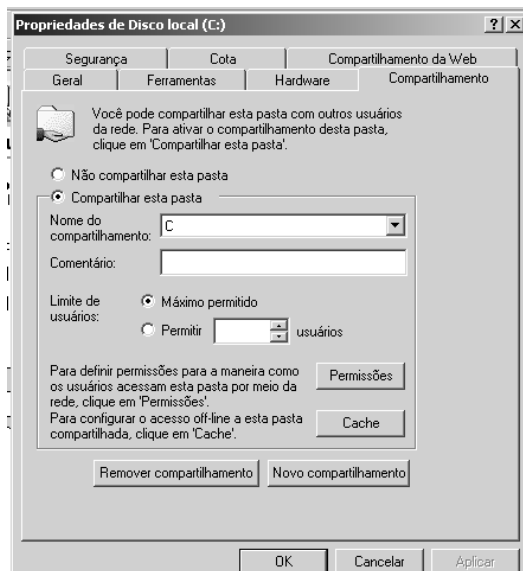 Propriedades de Disco local (C:)
Segurança Cota Compartilhamento da Web
Geral Ferramentas Hardware Compartilhamento
Você pode compartilhar esta pasta com outros usuários
da rede. Para ativar o compartilhamento desta pasta,
clique em 'Compartilhar esta pasta'.
Não compartilhar esta pasta
Compartilhar esta pasta
Nome do
compartilhamento: C
Comentário:
Limite de
usuários:
Máximo permitido
Permitir usuários
Para definir permissões para a maneira como
os usuários acessam esta pasta por meio da
rede, clique em 'Permissões'.
Permissões
Para configurar o acesso off-line a esta pasta
compartilhada, clique em 'Cache'.
Cache
Remover compartilhamento Novo compartilhamento
OK Cancelar Aplicar